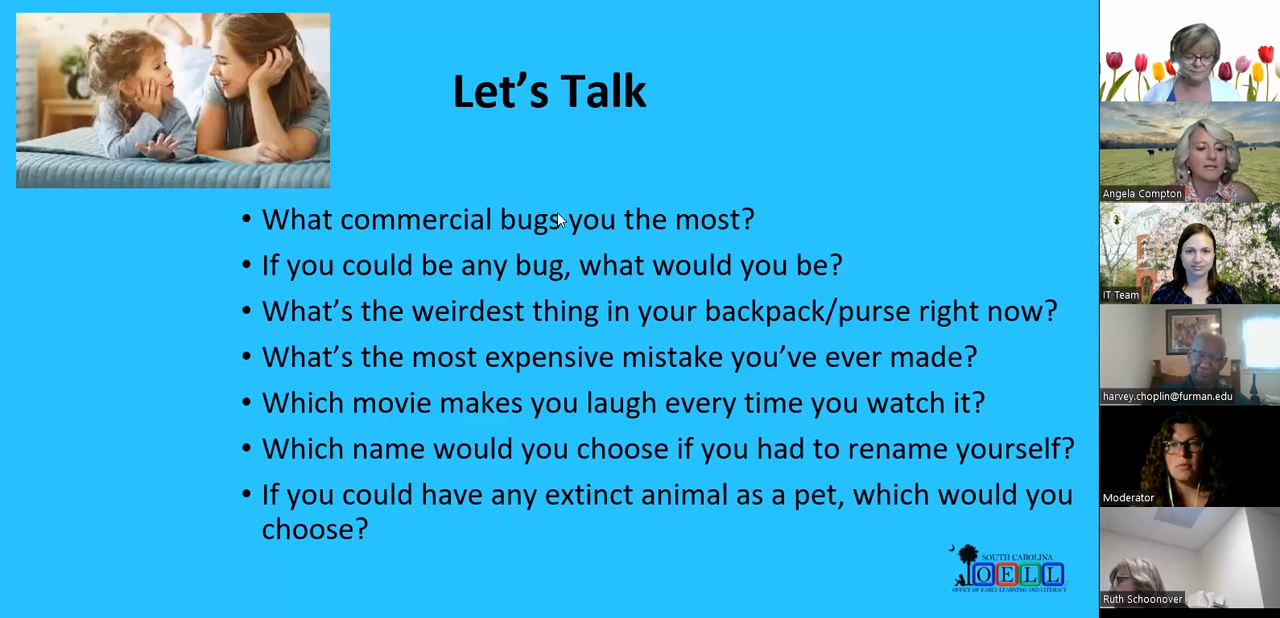 Let's Talk
• What commercial bugs you the most?
• If you could be any bug, what would you be?
• What's the weirdest thing in your backpack/purse right now?
• What's the most expensive mistake you've ever made?
• Which movie makes you laugh every time you watch it?
• Which name would you choose if you had to rename yourself?
• If you could have any extinct animal as a pet, which would you
choose?
SOUTH CAROLINA
OELL
OFFICE OF EARLY LEARNING AND LITERACY
Angela Compton
IT Team
harvey.choplin@furman.edu
Moderator
Ruth Schoonover